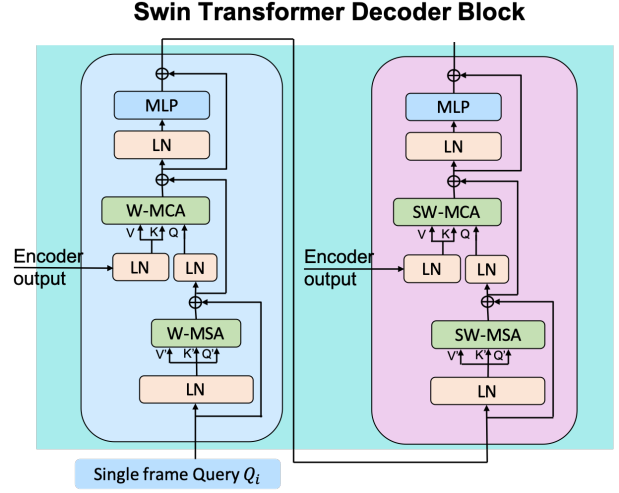 Swin Transformer Decoder Block
MLP
LN
W-MCA
V K Q
Encoder
output
LN LN
W-MSA
V' K' Q'
LN
Single frame Query Q_i
MLP
LN
SW-MCA
V K Q
Encoder
output
LN LN
SW-MSA
V' K' Q'
LN